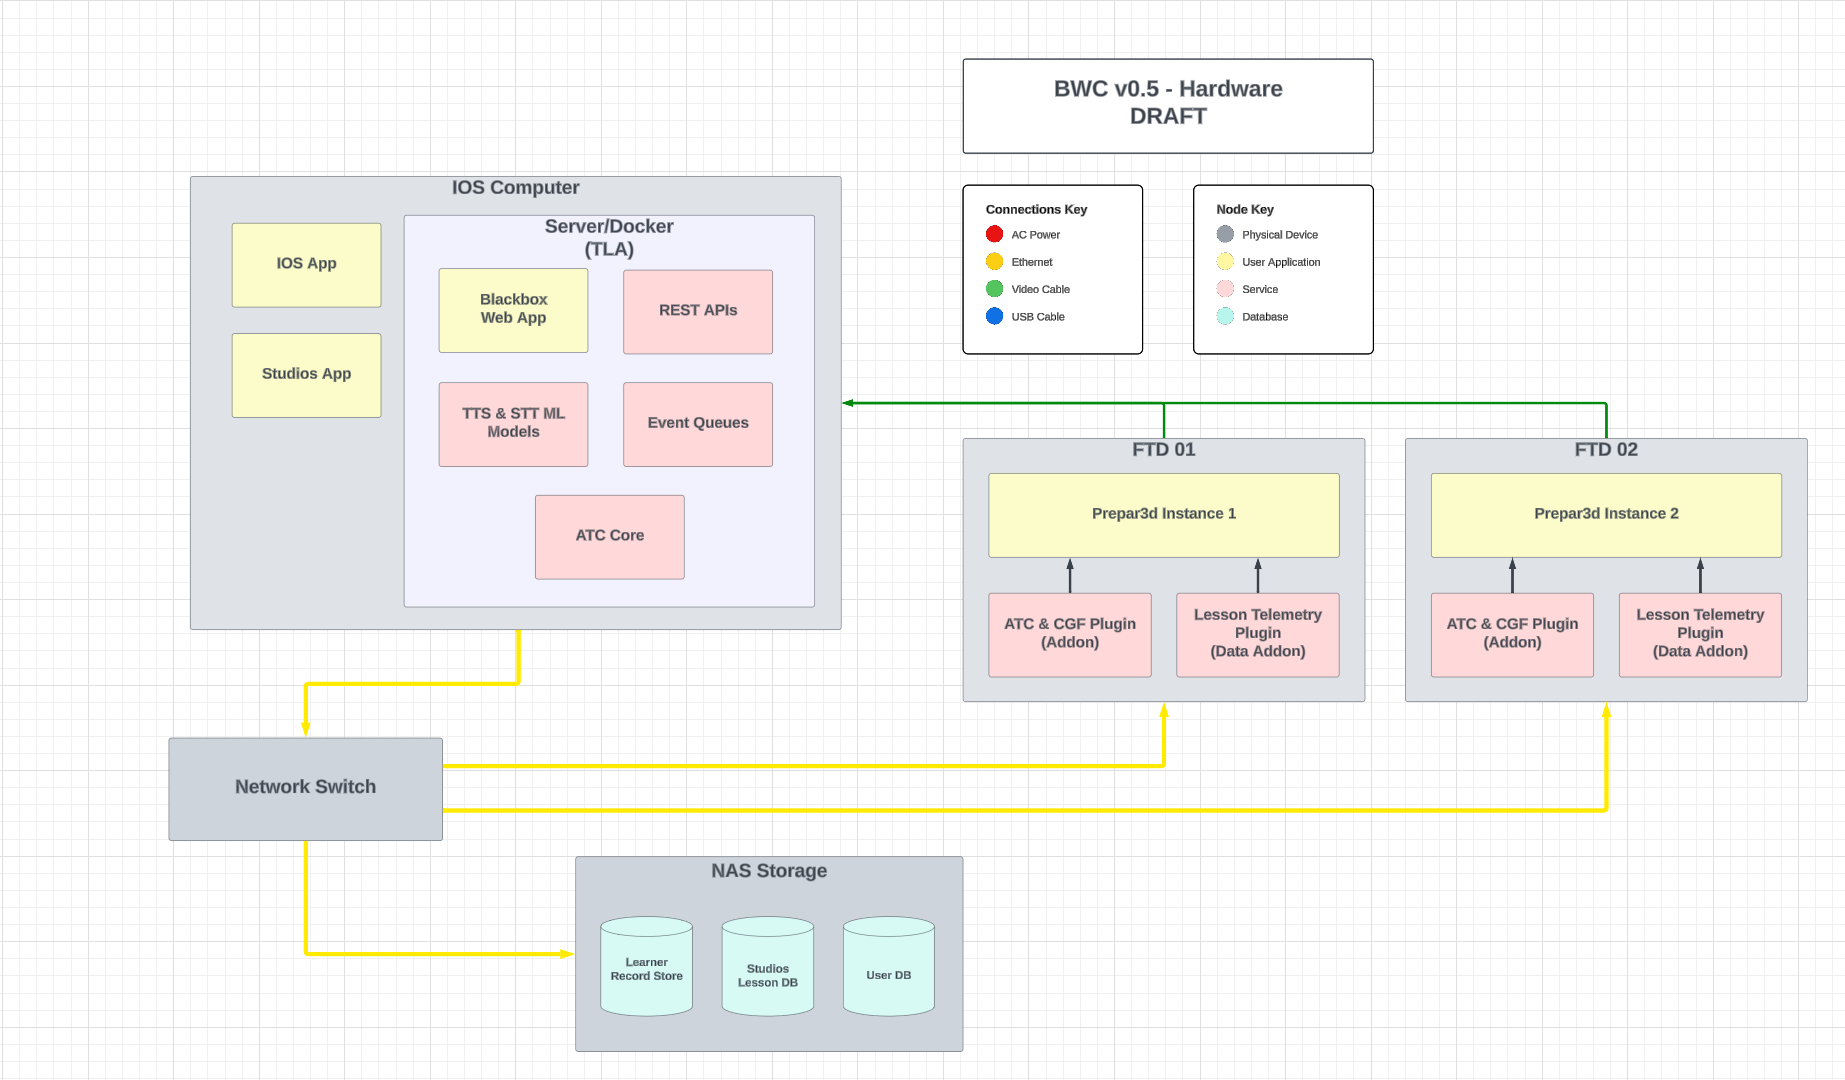 BWC v0.5 - Hardware
DRAFT
Connections Key
AC Power
Ethernet
Video Cable
USB Cable
Node Key
Physical Device
User Application
Service
Database
IOS Computer
IOS App
Studios App
Server/Docker
(TLA)
Blackbox
Web App
REST APIs
TTS & STT ML
Models
Event Queues
ATC Core
FTD 01
Prepar3d Instance 1
ATC & CGF Plugin
(Addon)
Lesson Telemetry
Plugin
(Data Addon)
FTD 02
Prepar3d Instance 2
ATC & CGF Plugin
(Addon)
Lesson Telemetry
Plugin
(Data Addon)
Network Switch
NAS Storage
Learner
Record Store
Studios
Lesson DB
User DB